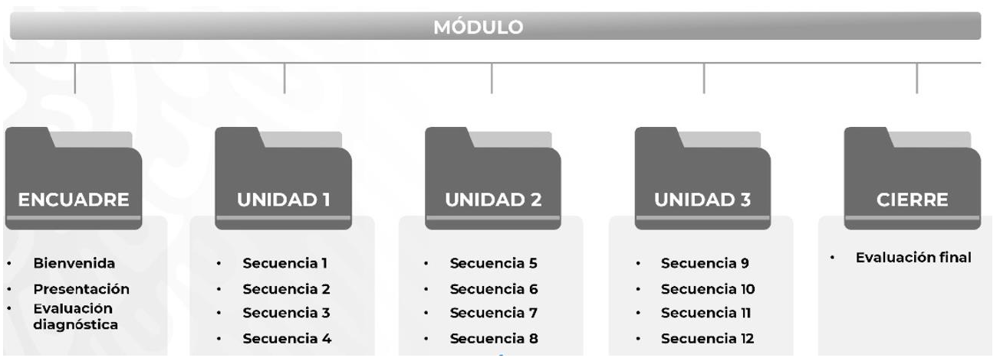 MÓDULO
ENCUADRE
• Bienvenida
• Presentación
• Evaluación
diagnóstica
UNIDAD 1
• Secuencia 1
• Secuencia 2
• Secuencia 3
• Secuencia 4
UNIDAD 2
• Secuencia 5
• Secuencia 6
• Secuencia 7
• Secuencia 8
UNIDAD 3
• Secuencia 9
• Secuencia 10
• Secuencia 11
• Secuencia 12
CIERRE
• Evaluación final